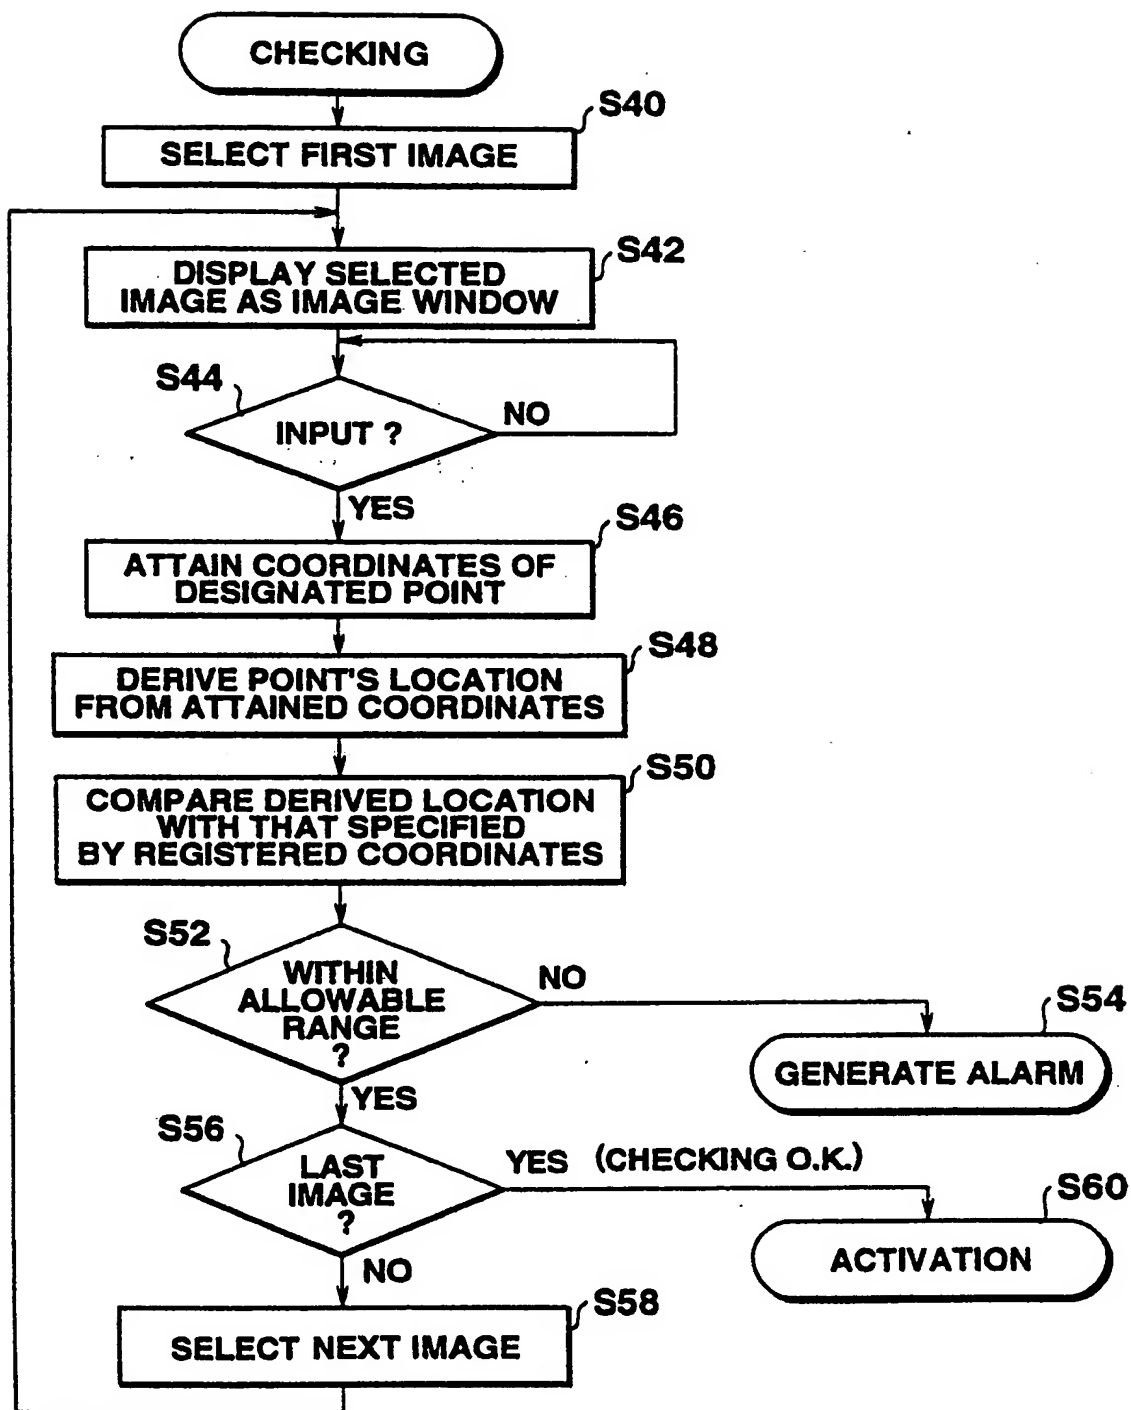 CHECKING
S40
SELECT FIRST IMAGE
S42
DISPLAY SELECTED
IMAGE AS IMAGE WINDOW
S44
INPUT ?
NO
YES
S46
ATTAIN COORDINATES OF
DESIGNATED POINT
S48
DERIVE POINT'S LOCATION
FROM ATTAINED COORDINATES
S50
COMPARE DERIVED LOCATION
WITH THAT SPECIFIED
BY REGISTERED COORDINATES
S52
WITHIN
ALLOWABLE
RANGE
?
NO
S54
GENERATE ALARM
YES
S56
LAST
IMAGE
?
YES (CHECKING O.K.)
S60
ACTIVATION
NO
S58
SELECT NEXT IMAGE